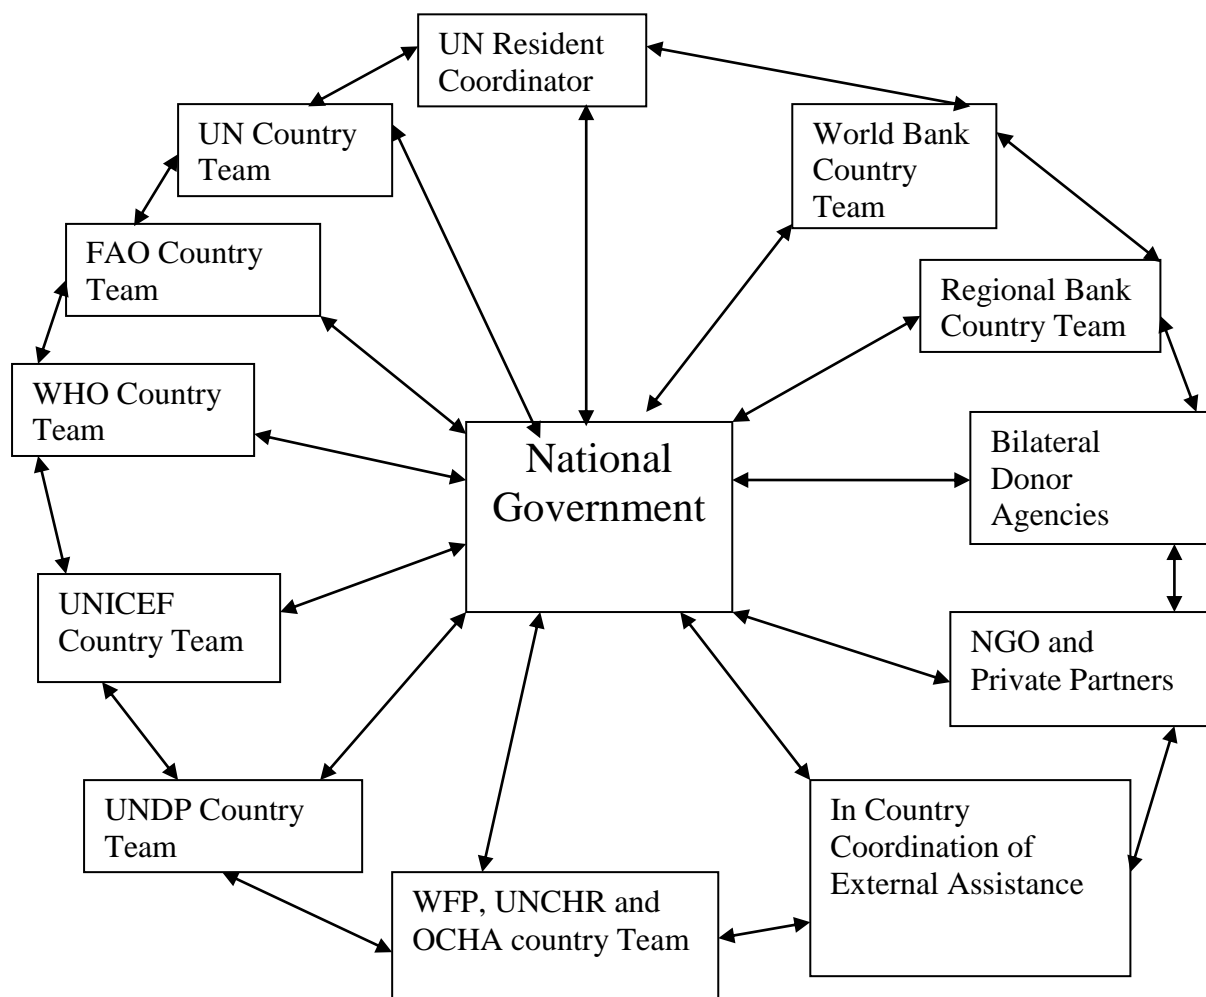 UN Resident
Coordinator
UN Country
Team
World Bank
Country
Team
FAO Country
Team
Regional Bank
Country Team
WHO Country
Team
National
Government
Bilateral
Donor
Agencies
UNICEF
Country Team
NGO and
Private Partners
UNDP Country
Team
In Country
Coordination of
External Assistance
WFP, UNCHR and
OCHA country Team